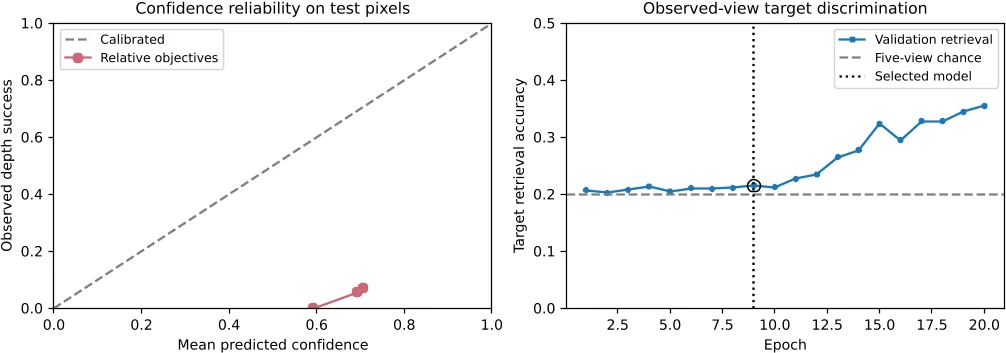 Confidence reliability on test pixels
Calibrated
Relative objectives
Observed depth success
1.0
0.8
0.6
0.4
0.2
0.0
0.0 0.2 0.4 0.6 0.8 1.0
Mean predicted confidence
Observed-view target discrimination
Validation retrieval
Five-view chance
Selected model
Target retrieval accuracy
0.5
0.4
0.3
0.2
0.1
0.0
2.5 5.0 7.5 10.0 12.5 15.0 17.5 20.0
Epoch